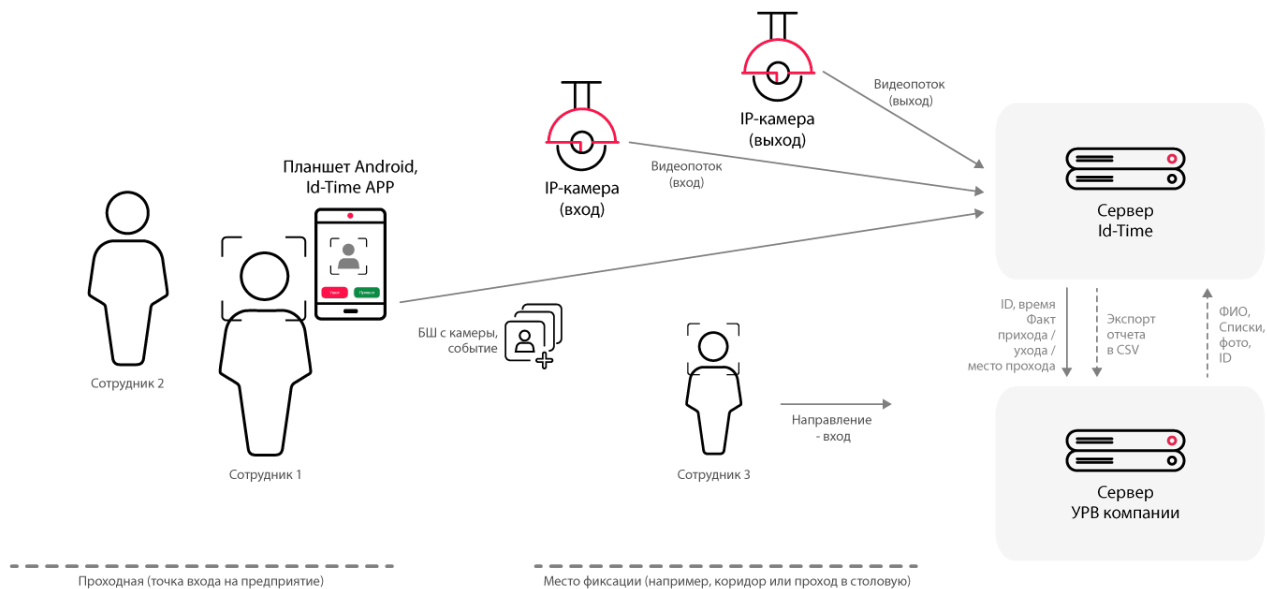 Видеопоток
(выход)
IP-камера
(выход)
Видеопоток
(вход)
IP-камера
(вход)
Планшет Android,
Id-Time APP
Сервер
Id-Time
БШ с камеры,
событие
ID, время
Факт
прихода /
ухода /
место прохода
Экспорт
отчета
в CSV
ФИО,
Списки,
фото,
ID
Сотрудник 2
Сотрудник 1
Сотрудник 3
Направление
- вход
Сервер
УРВ компании
Проходная (точка входа на предприятие)
Место фиксации (например, коридор или проход в столовую)